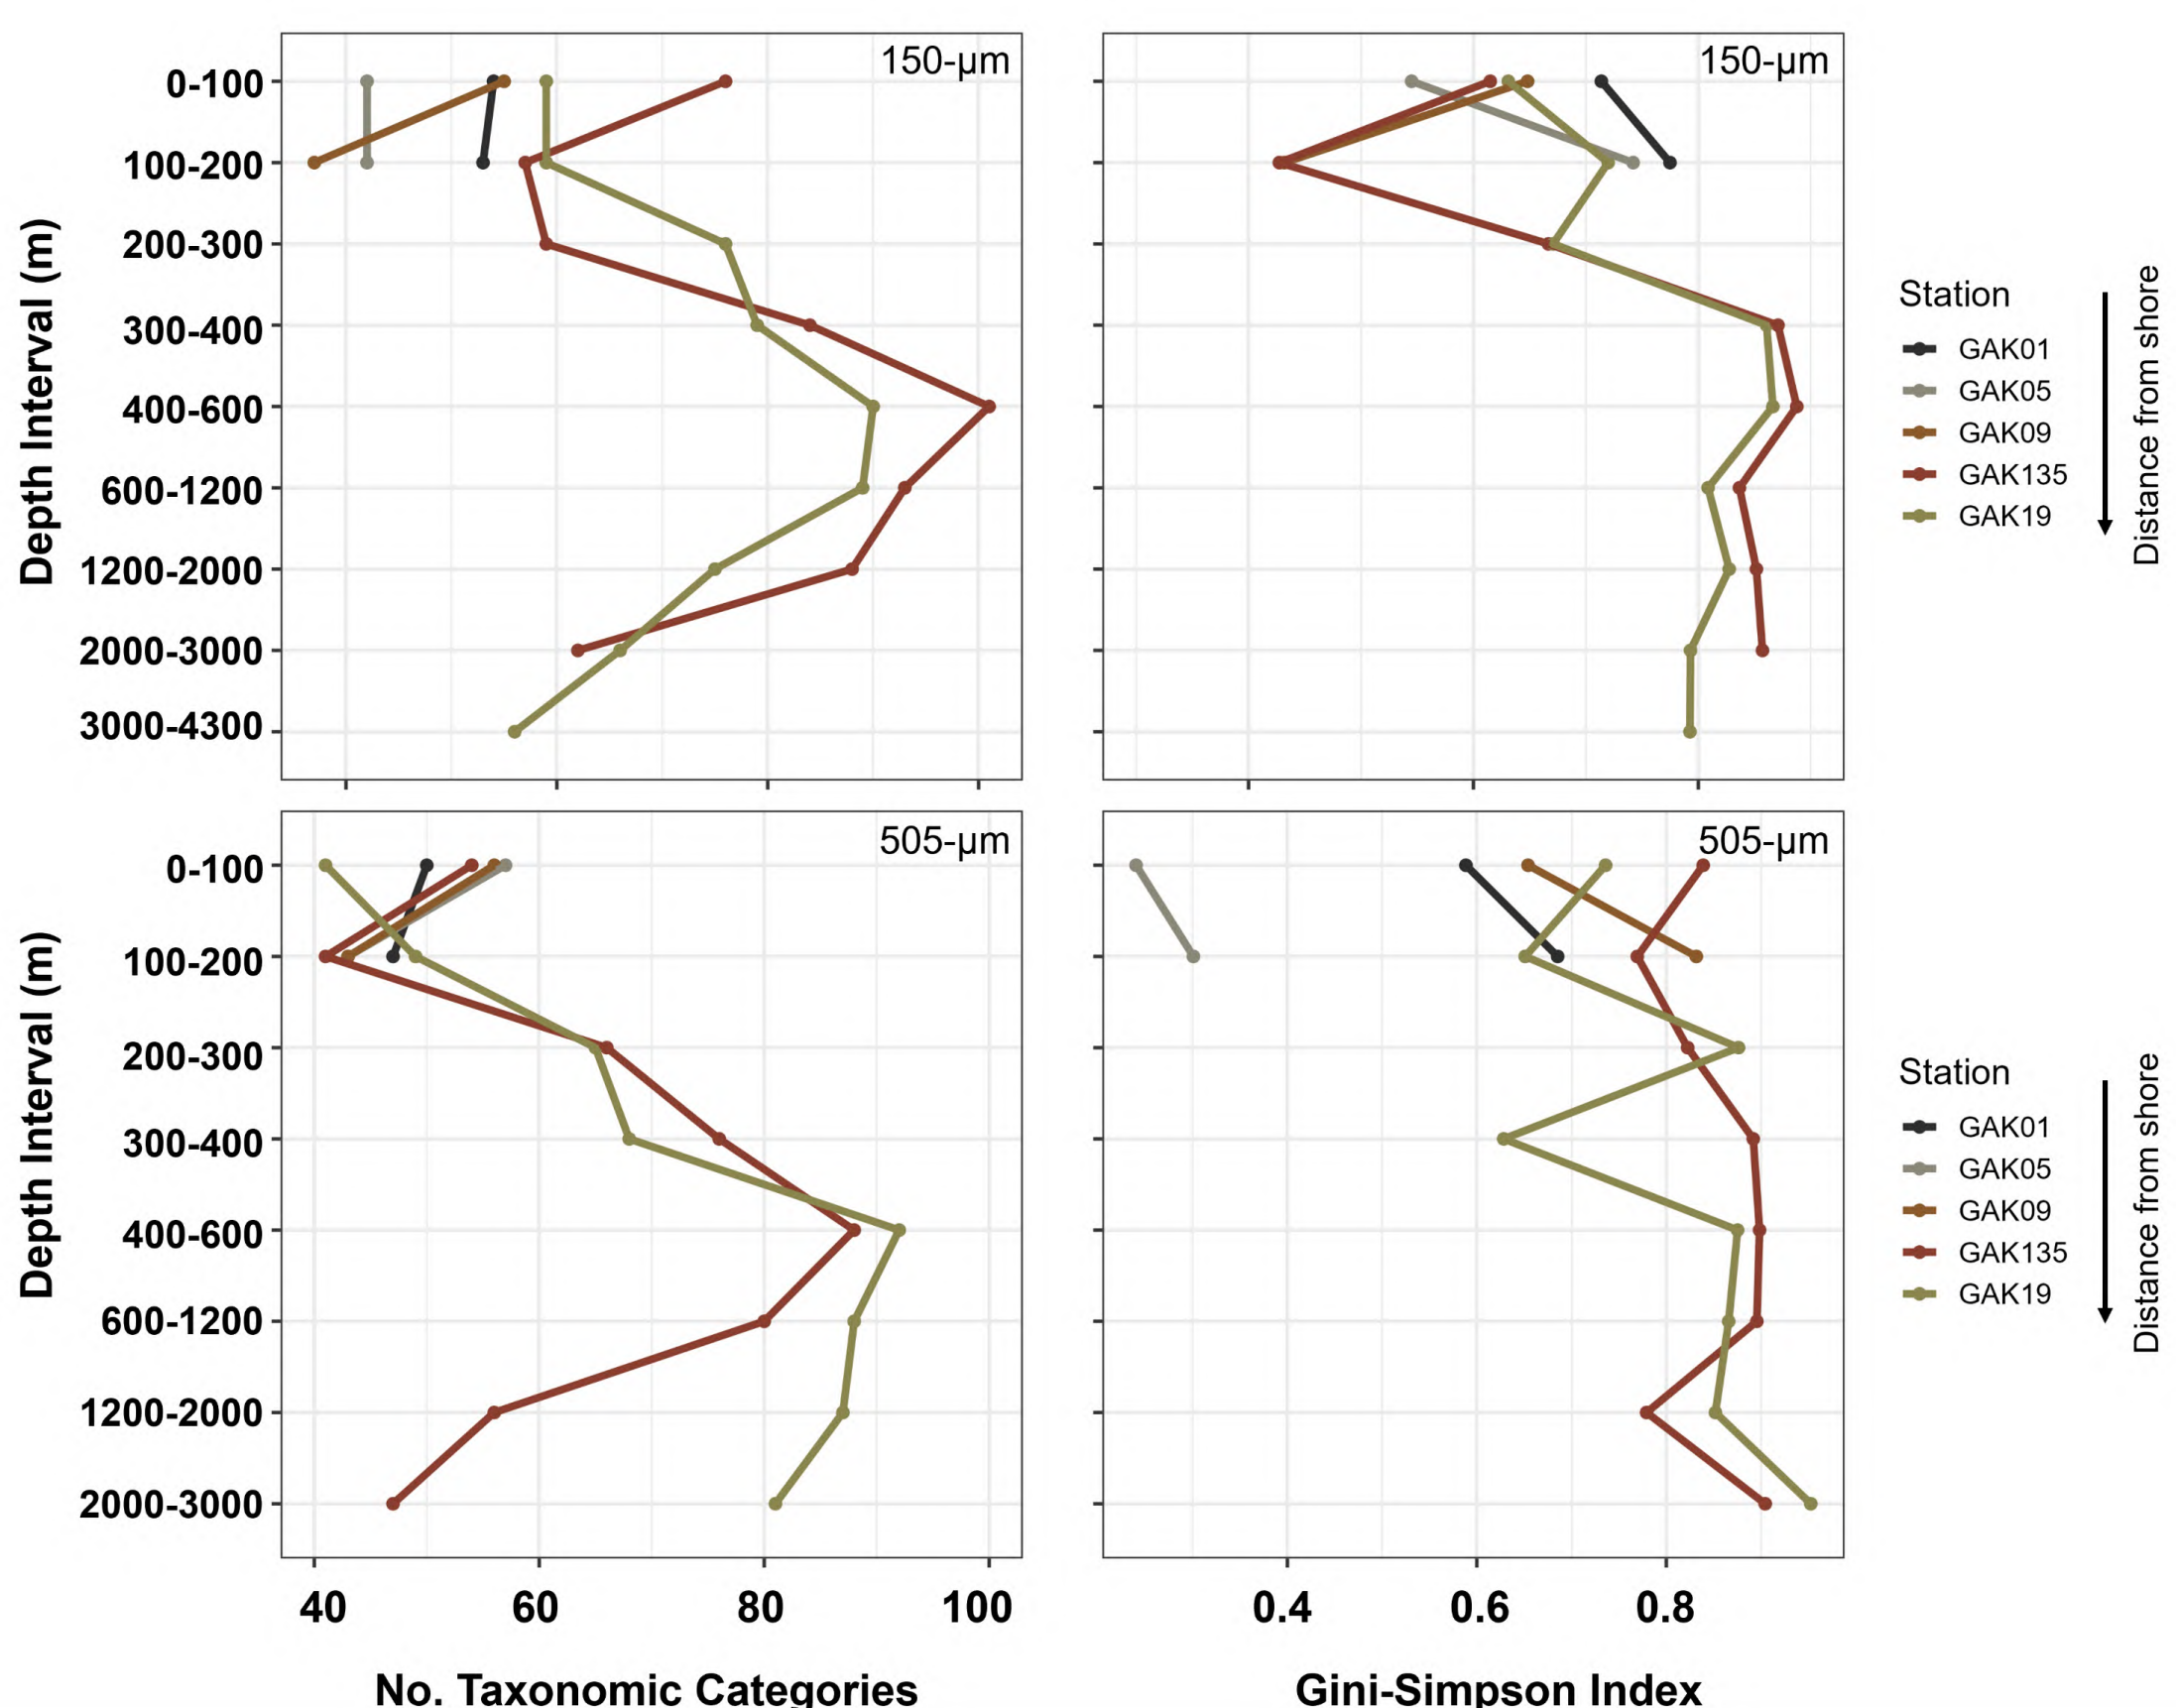 150-µm
150-µm
Depth Interval (m)
0-100
100-200
200-300
300-400
400-600
600-1200
1200-2000
2000-3000
3000-4300
Station
GAK01
GAK05
GAK09
GAK135
GAK19
Distance from shore
505-µm
505-µm
Depth Interval (m)
0-100
100-200
200-300
300-400
400-600
600-1200
1200-2000
2000-3000
Station
GAK01
GAK05
GAK09
GAK135
GAK19
Distance from shore
40 60 80 100
0.4 0.6 0.8
No. Taxonomic Categories
Gini-Simpson Index